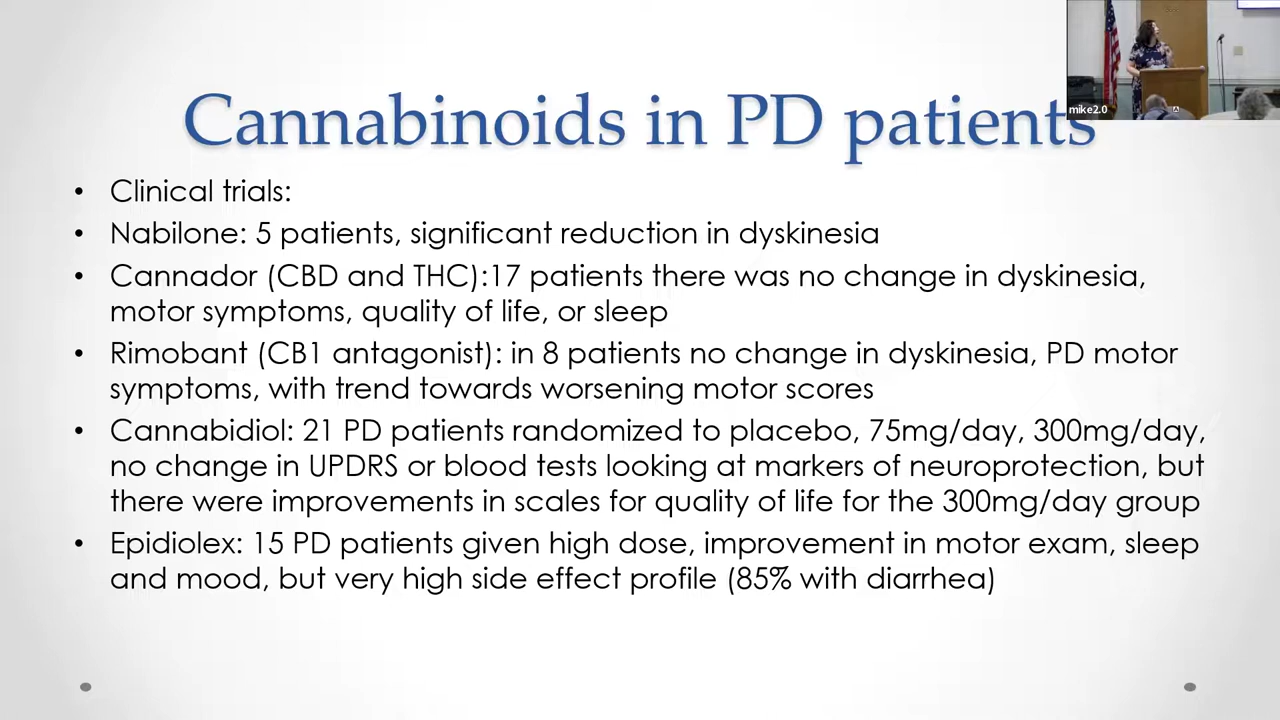 mike2.0
Cannabinoids in PD patients
• Clinical trials:
• Nabilone: 5 patients, significant reduction in dyskinesia
• Cannador (CBD and THC):17 patients there was no change in dyskinesia,
motor symptoms, quality of life, or sleep
• Rimobant (CB1 antagonist): in 8 patients no change in dyskinesia, PD motor
symptoms, with trend towards worsening motor scores
• Cannabidiol: 21 PD patients randomized to placebo, 75mg/day, 300mg/day,
no change in UPDRS or blood tests looking at markers of neuroprotection, but
there were improvements in scales for quality of life for the 300mg/day group
• Epidiolex: 15 PD patients given high dose, improvement in motor exam, sleep
and mood, but very high side effect profile (85% with diarrhea)